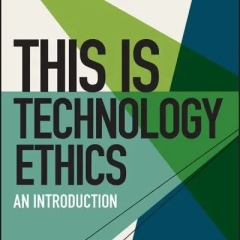 THIS IS
TECHNOLOGY
ETHICS
AN INTRODUCTION